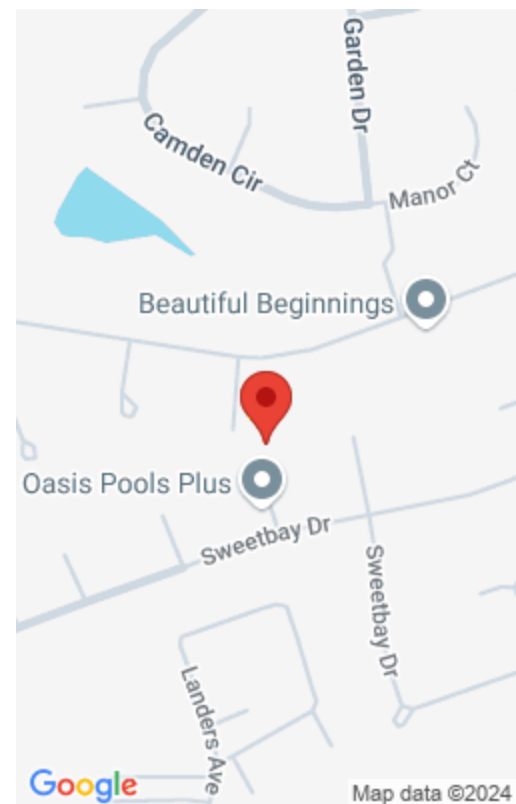 Garden Dr
Camden Cir
Manor Ct
Beautiful Beginnings
Oasis Pools Plus
Sweetbay Dr
Sweetbay Dr
Landers Ave
Google
Map data ©2024